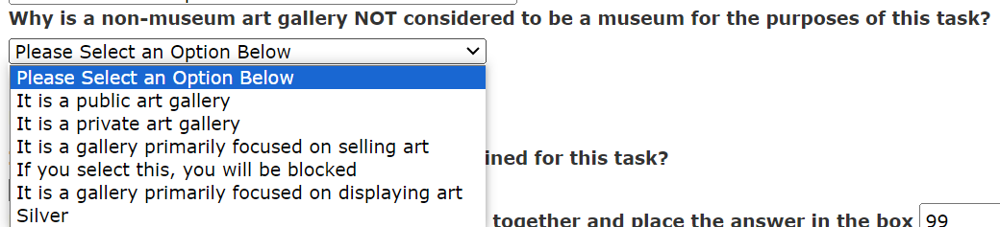 Why is a non-museum art gallery NOT considered to be a museum for the purposes of this task?
Please Select an Option Below
Please Select an Option Below
It is a public art gallery
It is a private art gallery
It is a gallery primarily focused on selling art
ined for this task?
If you select this, you will be blocked
It is a gallery primarily focused on displaying art
Silver
together and place the answer in the box 99